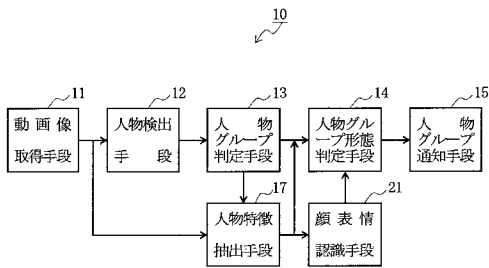 10
11
動画像
取得手段
12
人物検出
手段
13
人物
グループ
判定手段
14
人物グル
ープ形態
判定手段
15
人物
グループ
通知手段
17
人物特徴
抽出手段
21
顔表情
認識手段